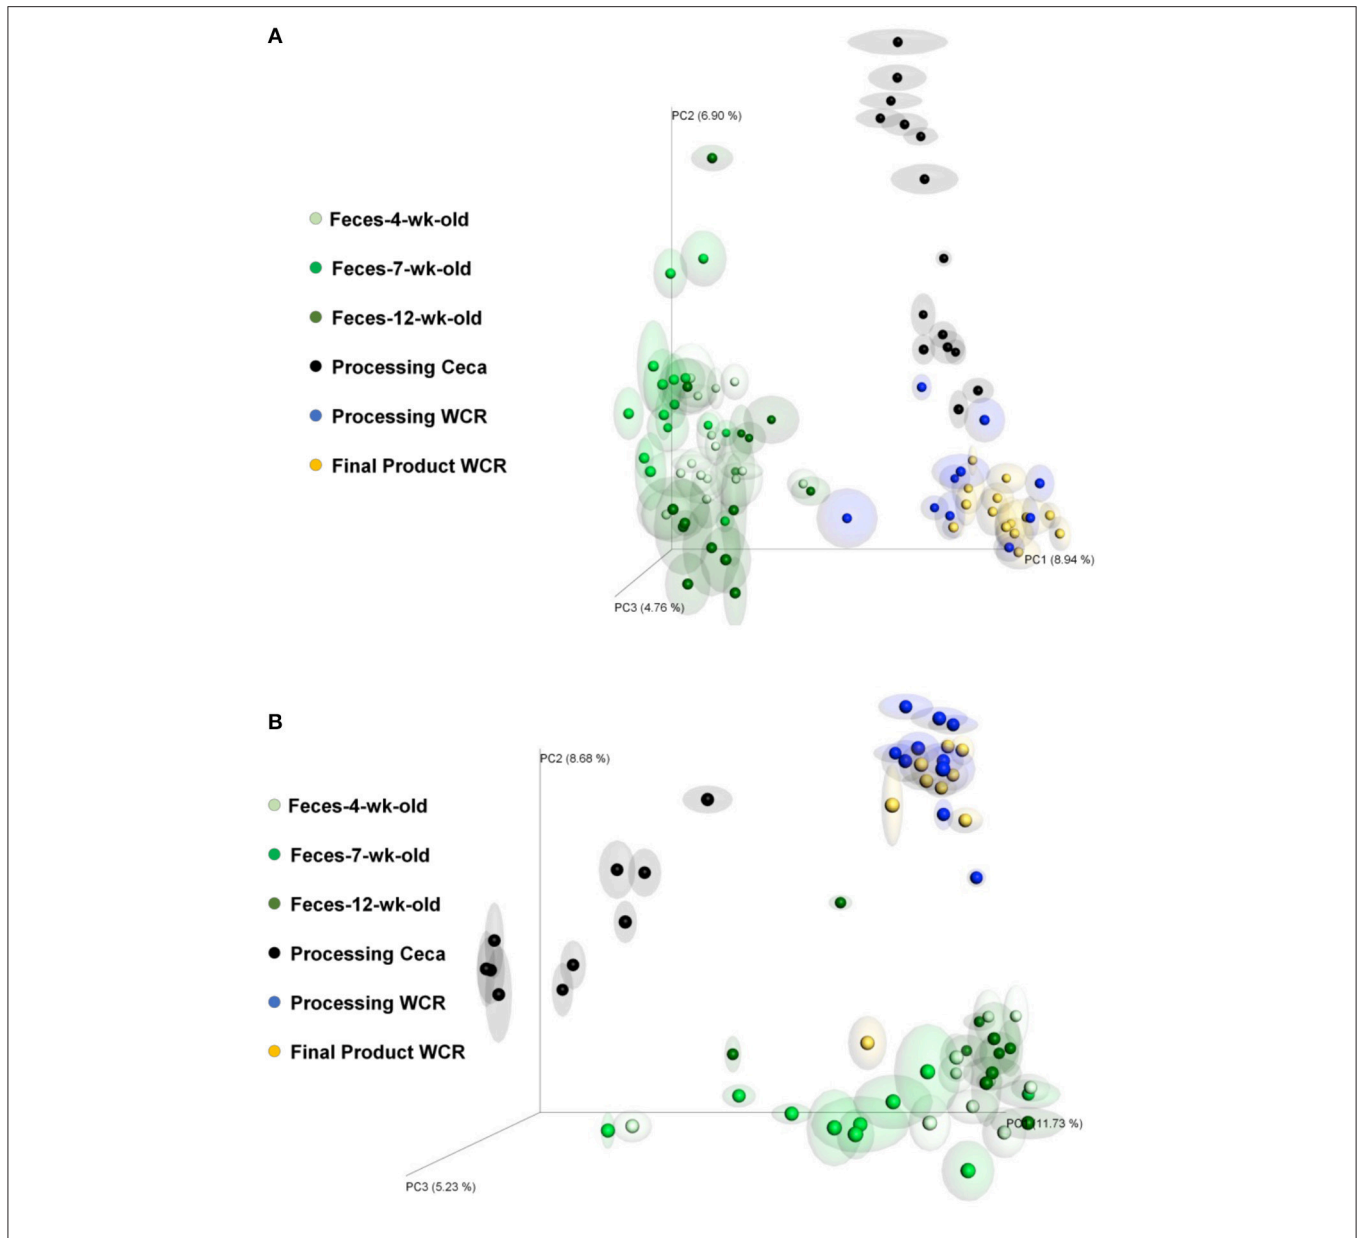 A
PC2 (6.90 %)
Feces-4-wk-old
Feces-7-wk-old
Feces-12-wk-old
Processing Ceca
Processing WCR
Final Product WCR
PC1 (8.94 %)
PC3 (4.76 %)
B
PC2 (8.68 %)
Feces-4-wk-old
Feces-7-wk-old
Feces-12-wk-old
Processing Ceca
Processing WCR
Final Product WCR
11.73 %)
PC3 (5.23 %)